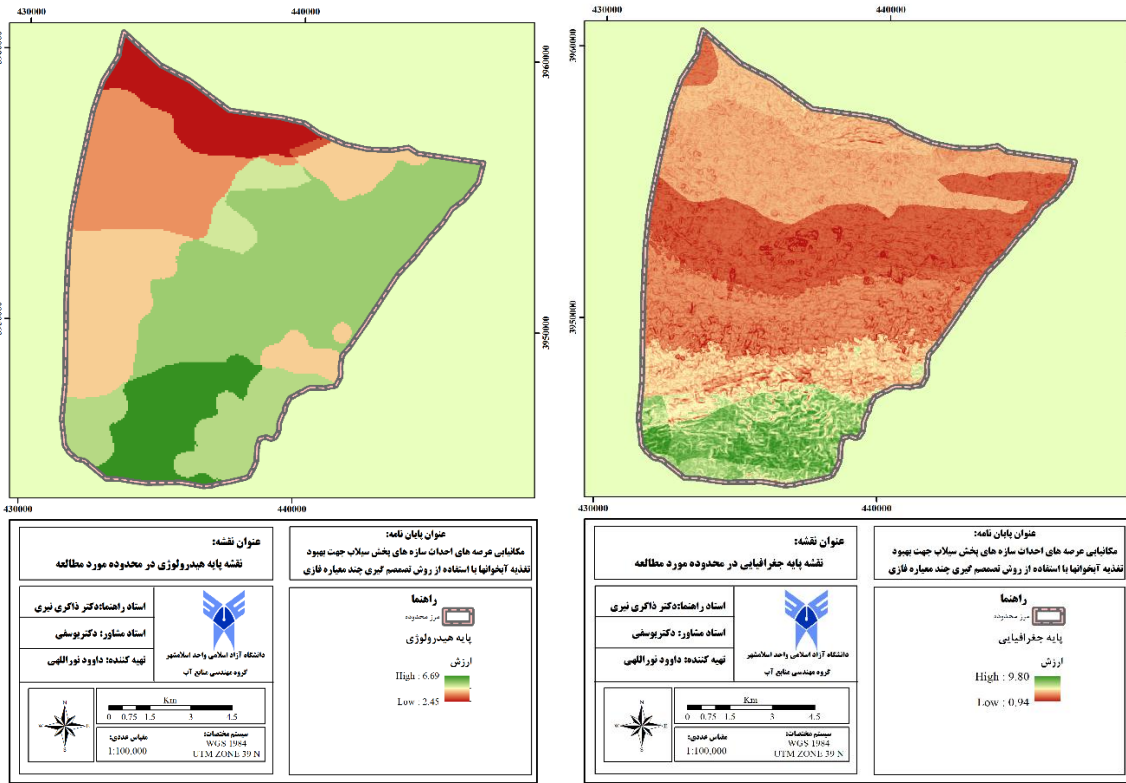 430000
440000
3960000
3950000
430000
440000
عنوان نقشه:
نقشه پایه هیدرولوژی در محدوده مورد مطالعه
استاد راهنما:دکتر ذاکری نیری
استاد مشاور: دکتریوسفی
تهیه کننده: داوود نوراللهی
دانشگاه آزاد اسلامی واحد اسلامشهر
گروه مهندسی منابع آب
Km
0 0.75 1.5 3 4.5
مقیاس عددی:
1:100,000
سیستم مختصات:
WGS 1984
UTM ZONE 39 N
عنوان پایان نامه:
مکانیابی عرصه های احداث سازه های پخش سیلاب جهت بهبود
تغذیه آبخوانها با استفاده از روش تصمصم گیری چند معیاره فازی
راهنما
مرز محدوده
پایه هیدرولوژی
ارزش
High : 6.69
Low : 2.45
430000
440000
3960000
3950000
430000
440000
عنوان نقشه:
نقشه پایه جغرافیایی در محدوده مورد مطالعه
استاد راهنما:دکتر ذاکری نیری
استاد مشاور: دکتریوسفی
تهیه کننده: داوود نوراللهی
دانشگاه آزاد اسلامی واحد اسلامشهر
گروه مهندسی منابع آب
Km
0 0.75 1.5 3 4.5
مقیاس عددی:
1:100,000
سیستم مختصات:
WGS 1984
UTM ZONE 39 N
عنوان پایان نامه:
مکانیابی عرصه های احداث سازه های پخش سیلاب جهت بهبود
تغذیه آبخوانها با استفاده از روش تصمصم گیری چند معیاره فازی
راهنما
مرز محدوده
پایه جغرافیایی
ارزش
High : 9.80
Low : 0.94